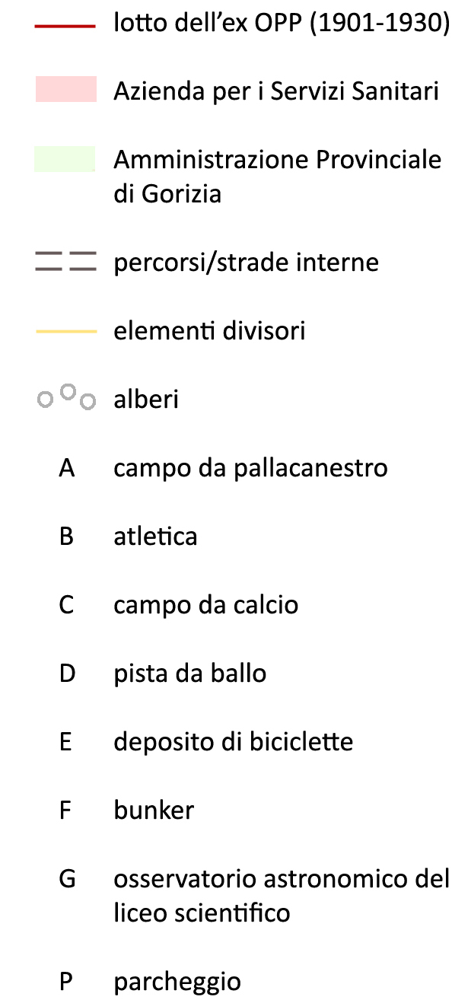 lotto dell’ex OPP (1901-1930)
Azienda per i Servizi Sanitari
Amministrazione Provinciale
di Gorizia
percorsi/strade interne
elementi divisori
alberi
A campo da pallacanestro
B atletica
C campo da calcio
D pista da ballo
E deposito di biciclette
F bunker
G osservatorio astronomico del
liceo scientifico
P parcheggio